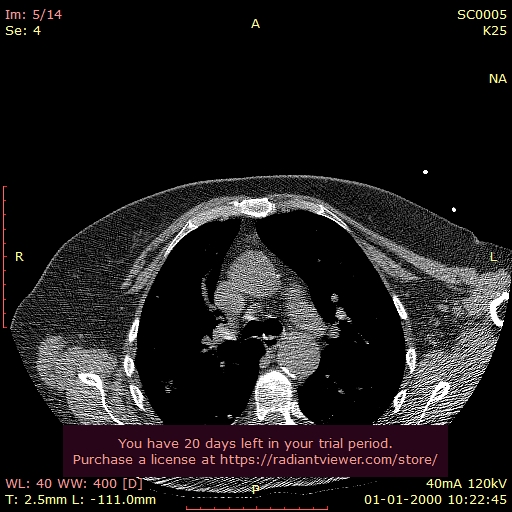 Im: 5/14
Se: 4
A
SC0005
K25
NA
R
L
You have 20 days left in your trial period.
Purchase a license at https://radiantviewer.com/store/
WL: 40 WW: 400 [D]
T: 2.5mm L: -111.0mm
P
40mA 120kV
01-01-2000 10:22:45